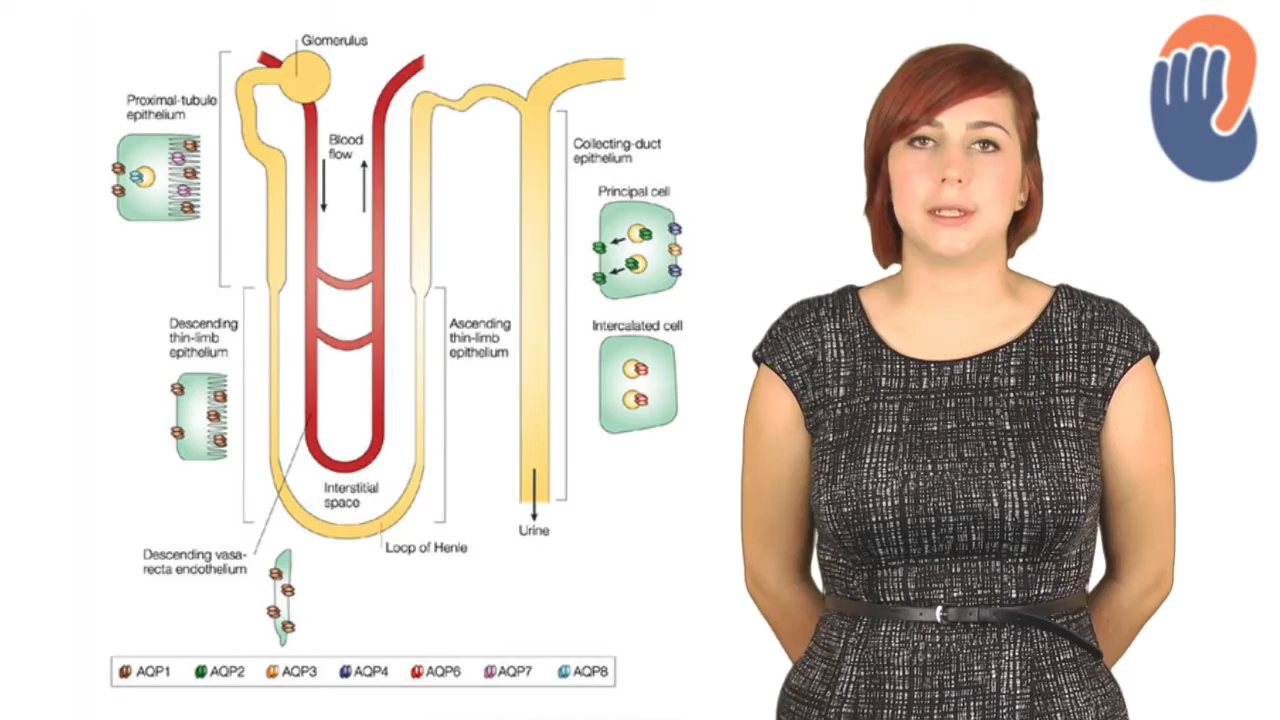 Glomerulus
Proximal-tubule
epithelium
Blood
flow
Collecting-duct
epithelium
Principal cell
Descending
thin-limb
epithelium
Ascending
thin-limb
epithelium
Intercalated cell
Interstitial
space
Urine
Loop of Henle
Descending vasa-
recta endothelium
AQP1 AQP2 AQP3 AQP4 AQP6 AQP7 AQP8